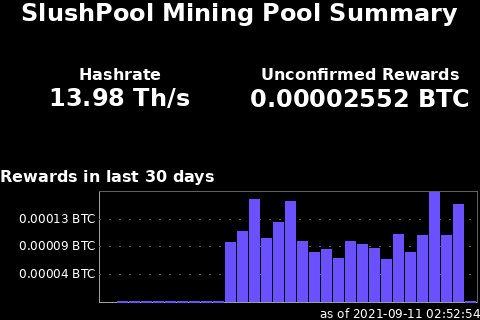 SlushPool Mining Pool Summary
Hashrate
Unconfirmed Rewards
13.98 Th/s
0.00002552 BTC
Rewards in last 30 days
0.00013 BTC
0.00009 BTC
0.00004 BTC
as of 2021-09-11 02:52:54